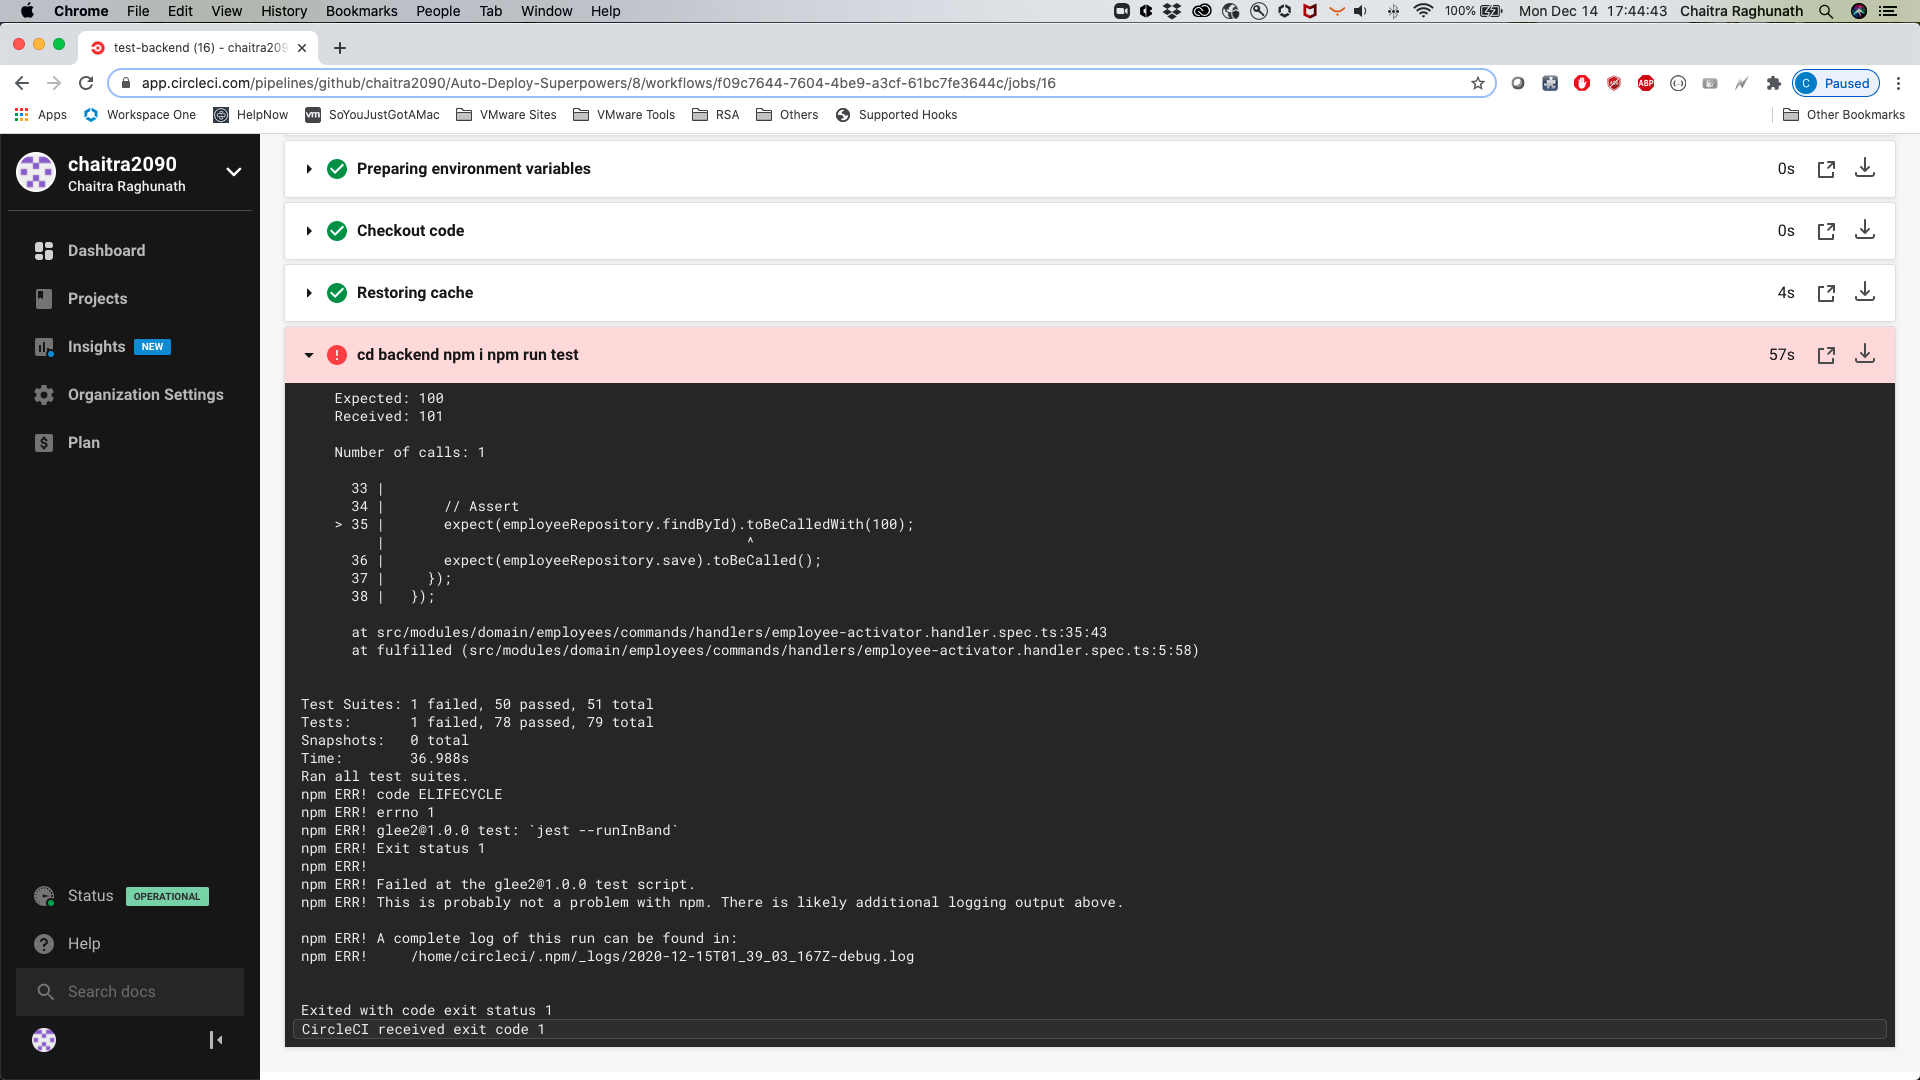 Chrome File Edit View History Bookmarks People Tab Window Help 100% Mon Dec 14 17:44:43 Chaitra Raghunath
test-backend (16) - chaitra209
app.circleci.com/pipelines/github/chaitra2090/Auto-Deploy-Superpowers/8/workflows/f09c7644-7604-4be9-a3cf-61bc7fe3644c/jobs/16
ABP
C Paused
Apps Workspace One HelpNow vm SoYouJustGotAMac VMware Sites VMware Tools RSA Others Supported Hooks Other Bookmarks
chaitra2090
Chaitra Raghunath
Dashboard
Projects
Insights NEW
Organization Settings
Plan
Status OPERATIONAL
Help
Search docs
Preparing environment variables 0s
Checkout code 0s
Restoring cache 4s
cd backend npm i npm run test 57s
Expected: 100
Received: 101
Number of calls: 1
33 |
34 | // Assert
> 35 | expect(employeeRepository.findById).toBeCalledWith(100);
| ^
36 | expect(employeeRepository.save).toBeCalled();
37 | });
38 | });
at src/modules/domain/employees/commands/handlers/employee-activator.handler.spec.ts:35:43
at fulfilled (src/modules/domain/employees/commands/handlers/employee-activator.handler.spec.ts:5:58)
Test Suites: 1 failed, 50 passed, 51 total
Tests: 1 failed, 78 passed, 79 total
Snapshots: 0 total
Time: 36.988s
Ran all test suites.
npm ERR! code ELIFECYCLE
npm ERR! errno 1
npm ERR! glee2@1.0.0 test: `jest --runInBand`
npm ERR! Exit status 1
npm ERR!
npm ERR! Failed at the glee2@1.0.0 test script.
npm ERR! This is probably not a problem with npm. There is likely additional logging output above.
npm ERR! A complete log of this run can be found in:
npm ERR! /home/circleci/.npm/_logs/2020-12-15T01_39_03_167Z-debug.log
Exited with code exit status 1
CircleCI received exit code 1